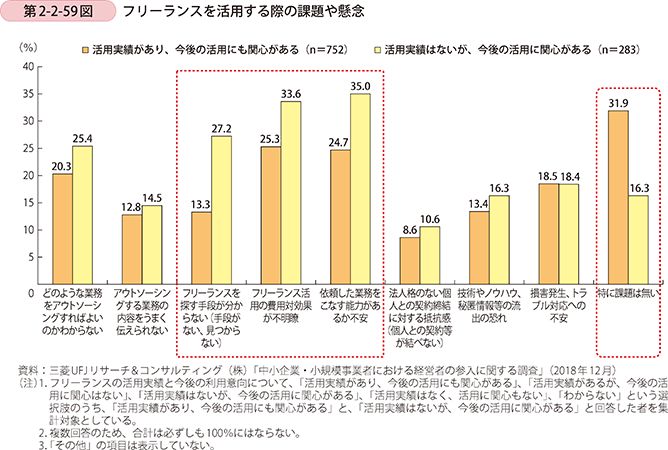 第2-2-59図 フリーランスを活用する際の課題や懸念
(%)
活用実績があり、今後の活用にも関心がある（n＝752）
活用実績はないが、今後の活用に関心がある（n＝283）
40
35
30
25
20
15
10
5
0
20.3
25.4
12.8
14.5
13.3
27.2
25.3
33.6
24.7
35.0
8.6
10.6
13.4
16.3
18.5
18.4
31.9
16.3
どのような業務
をアウトソーシ
ングすればよい
のかわからない
アウトソーシン
グする業務の
内容をうまく
伝えられない
フリーランスを
探す手段が分か
らない（手段が
ない、見つからない）
フリーランス活
用の費用対効果
が不明瞭
依頼した業務を
こなす能力があ
るか不安
法人格のない個
人との契約締結
に対する抵抗感
（個人との契約等
が結べない）
技術やノウハウ、
秘匿情報等の流
出の恐れ
損害発生、トラ
ブル対応への
不安
特に課題は無い
資料：三菱UFJリサーチ＆コンサルティング（株）「中小企業・小規模事業者における経営者の参入に関する調査」（2018年12月）
（注）1. フリーランスの活用実績と今後の利用意向について、「活用実績があり、今後の活用にも関心がある」、「活用実績があるが、今後の活
用に関心はない」、「活用実績はないが、今後の活用に関心がある」、「活用実績はなく、活用に関心もない」、「わからない」という選
択肢のうち、「活用実績があり、今後の活用にも関心がある」と、「活用実績はないが、今後の活用に関心がある」と回答した者を集
計対象としている。
2. 複数回答のため、合計は必ずしも100％にはならない。
3. 「その他」の項目は表示していない。